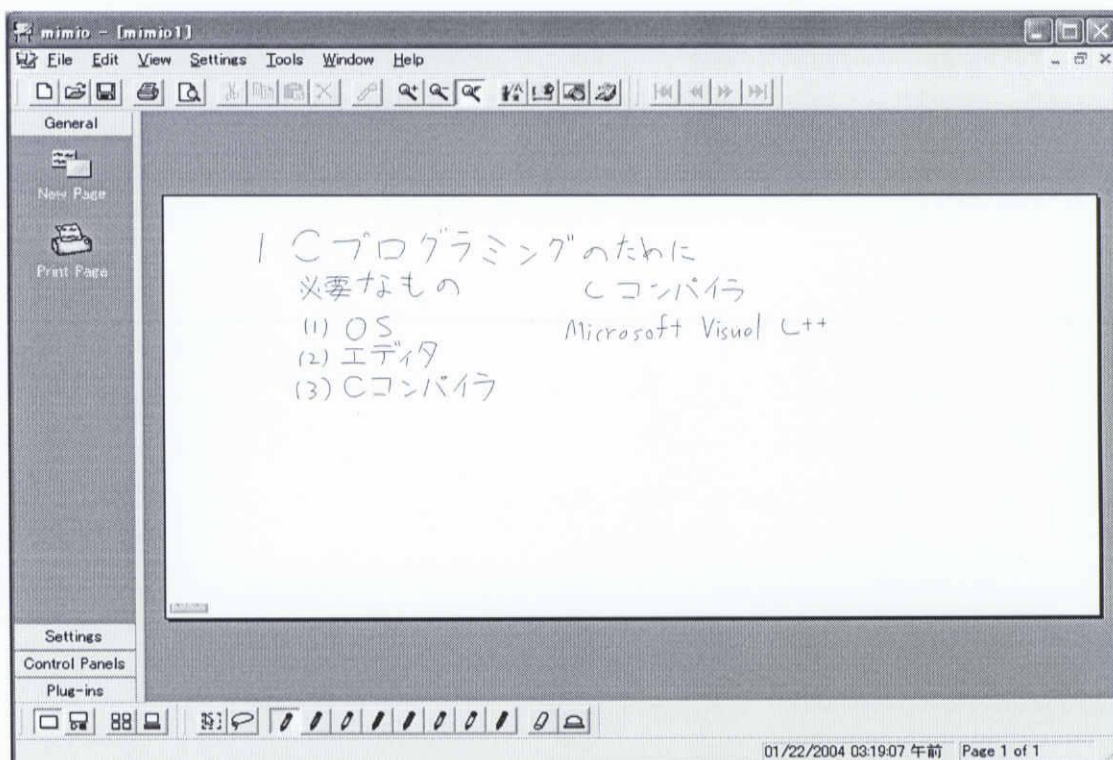 mimio - [mimio1]
File Edit View Settings Tools Window Help
General
New Page
Print Page
1 Cプログラミングのために
必要なもの
(1) OS
(2) エディタ
(3) Cコンパイラ
Cコンパイラ
Microsoft Visual C++
Settings
Control Panels
Plug-ins
01/22/2004 03:19:07 午前 Page 1 of 1